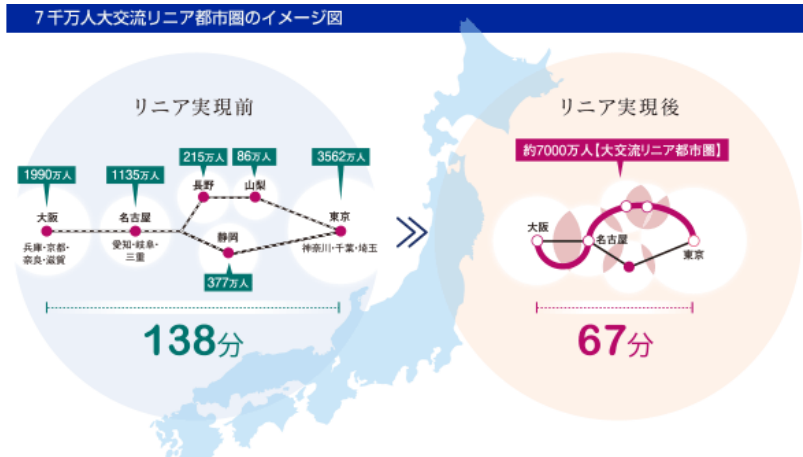 7千万人大交流リニア都市圏のイメージ図
リニア実現前
215万人
86万人
3562万人
1990万人
1135万人
長野
山梨
大阪
名古屋
東京
兵庫・京都・
奈良・滋賀
愛知・岐阜・
三重
静岡
神奈川・千葉・埼玉
377万人
138分
リニア実現後
約7000万人【大交流リニア都市圏】
大阪
名古屋
東京
67分